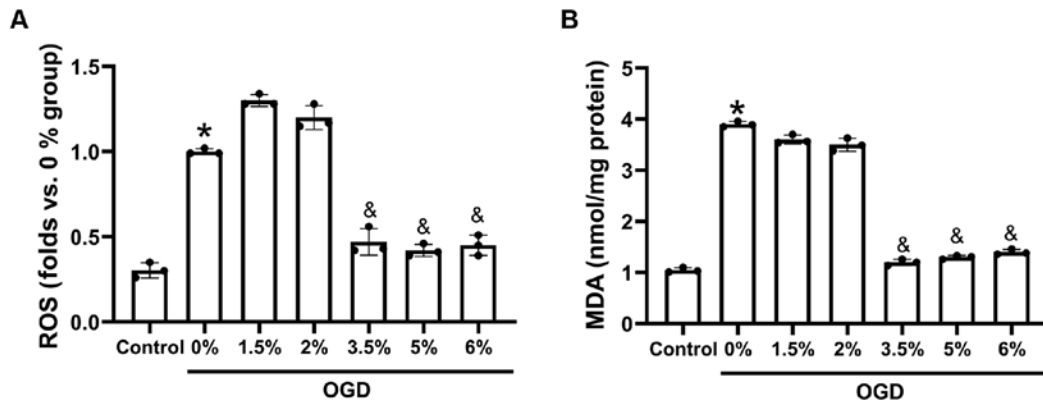 A
ROS (folds vs. 0 % group)
1.5
1.0
0.5
0.0
*
&
&
&
Control 0% 1.5% 2% 3.5% 5% 6%
OGD
B
MDA (nmol/mg protein)
5
4
3
2
1
0
*
&
&
&
Control 0% 1.5% 2% 3.5% 5% 6%
OGD